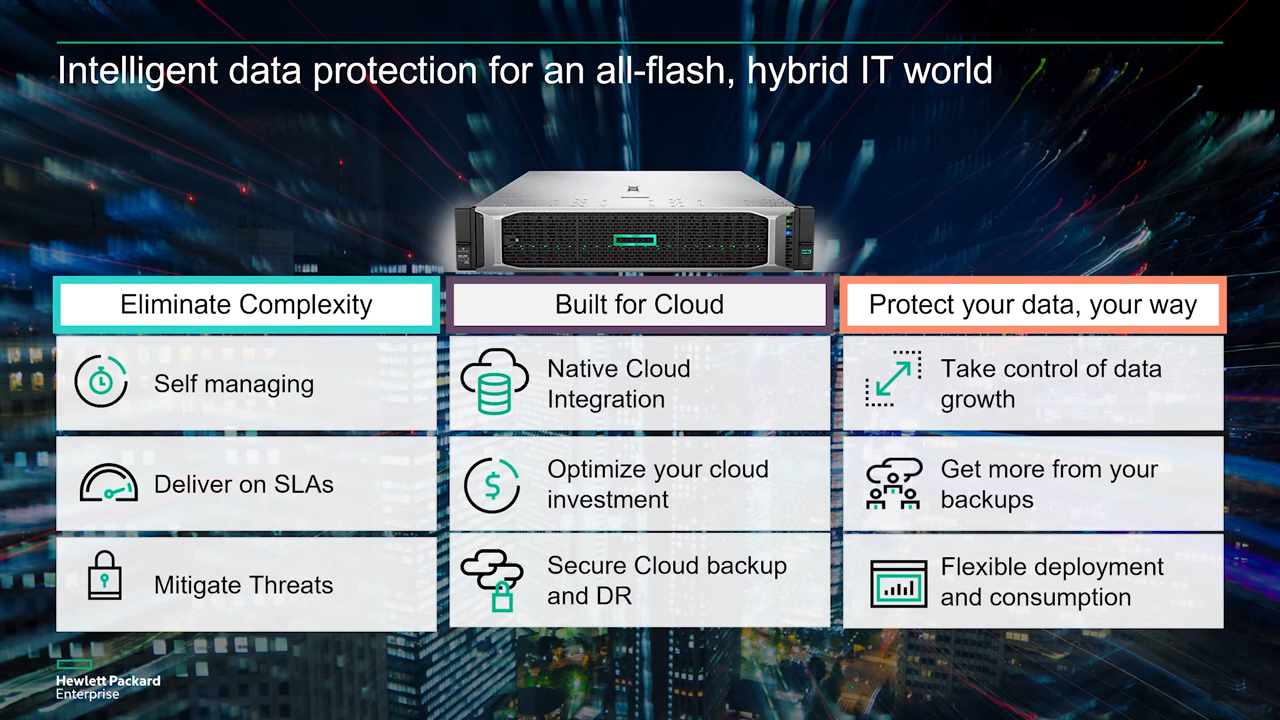 Intelligent data protection for an all-flash, hybrid IT world
Eliminate Complexity
Self managing
Deliver on SLAs
Mitigate Threats
Built for Cloud
Native Cloud
Integration
$
Optimize your cloud
investment
Secure Cloud backup
and DR
Protect your data, your way
Take control of data
growth
Get more from your
backups
Flexible deployment
and consumption
Hewlett Packard
Enterprise